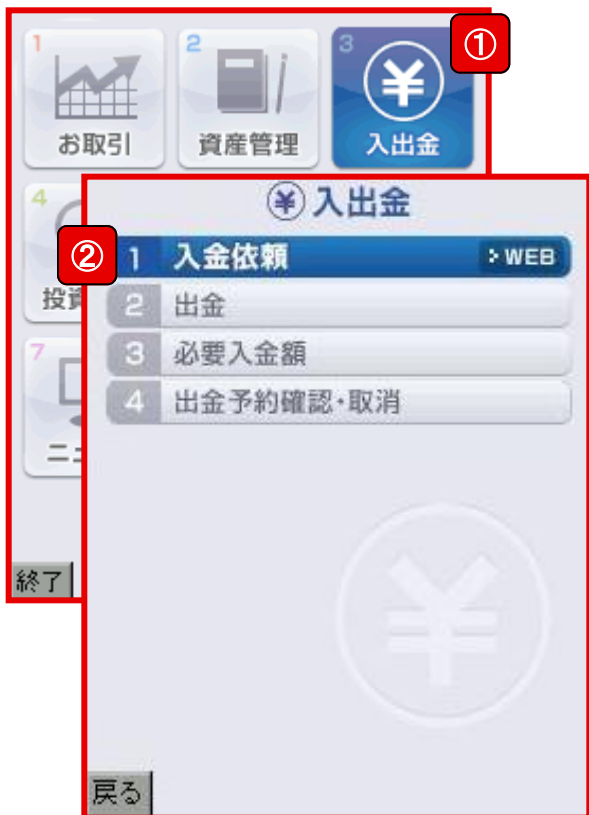 1
2
3
①
お取引
資産管理
入出金
4
投資
7
ニュ
終了
入出金
②
1 入金依頼 WEB
2 出金
3 必要入金額
4 出金予約確認・取消
戻る